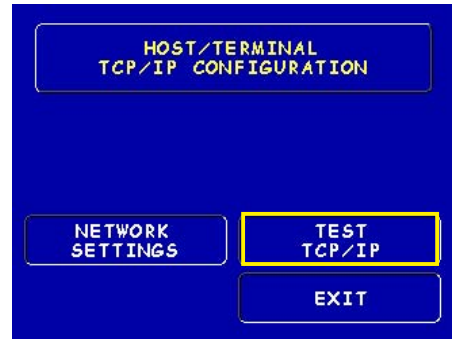 HOST/TERMINAL
TCP/IP CONFIGURATION
NETWORK
SETTINGS
TEST
TCP/IP
EXIT